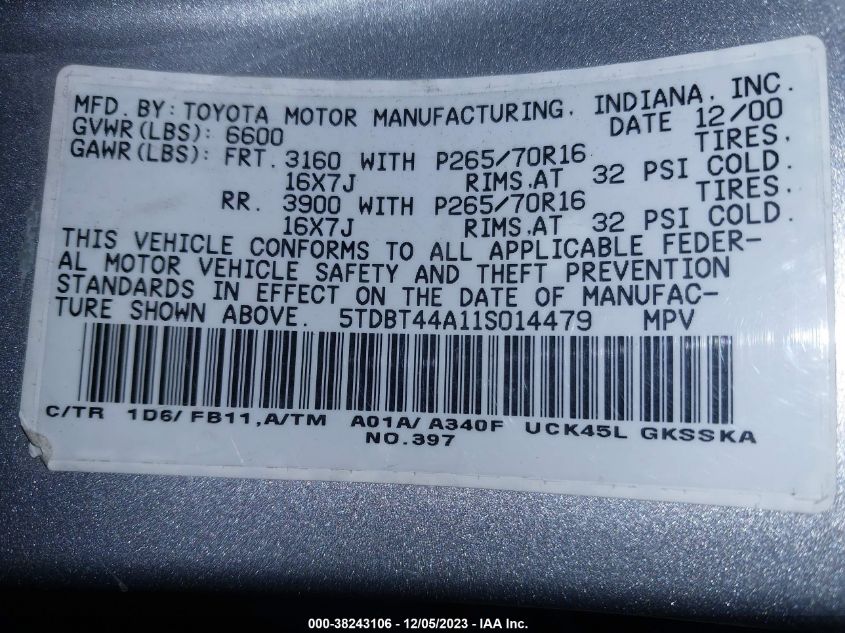 MFD. BY: TOYOTA MOTOR MANUFACTURING, INDIANA, INC.
GVWR(LBS): 6600 DATE 12/00
GAWR(LBS): FRT. 3160 WITH P265/70R16 TIRES,
16X7J RIMS.AT 32 PSI COLD.
RR. 3900 WITH P265/70R16 TIRES,
16X7J RIMS.AT 32 PSI COLD.
THIS VEHICLE CONFORMS TO ALL APPLICABLE FEDER-
AL MOTOR VEHICLE SAFETY AND THEFT PREVENTION
STANDARDS IN EFFECT ON THE DATE OF MANUFAC-
TURE SHOWN ABOVE. 5TDBT44A11S014479 MPV
C/TR 1D6/FB11,A/TM A01A/A340F UCK45L GKSSKA
NO.397
000-38243106 - 12/05/2023 - IAA Inc.